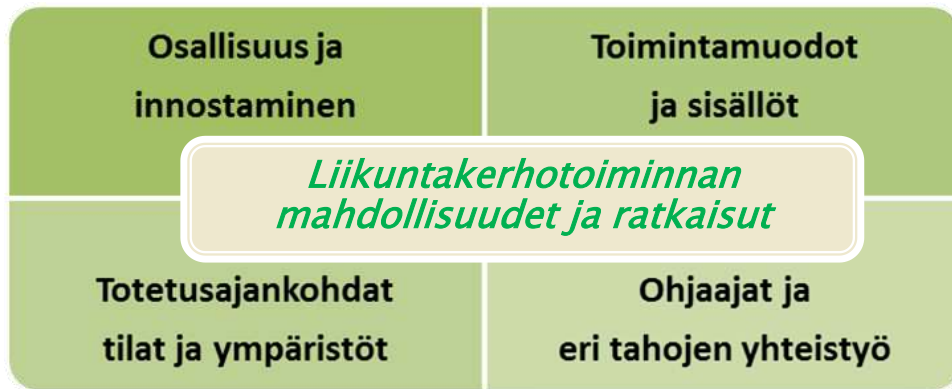 Osallisuus ja
innostaminen
Toimintamuodot
ja sisällöt
Liikuntakerhotoiminnan
mahdollisuudet ja ratkaisut
Totetusajankohdat
tilat ja ympäristöt
Ohjaajat ja
eri tahojen yhteistyö